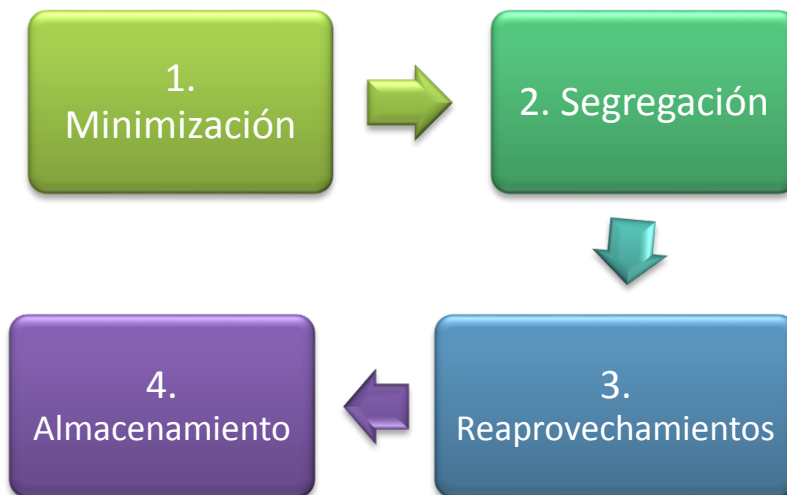 1.
Minimización
2. Segregación
3.
Reaprovechamientos
4.
Almacenamiento